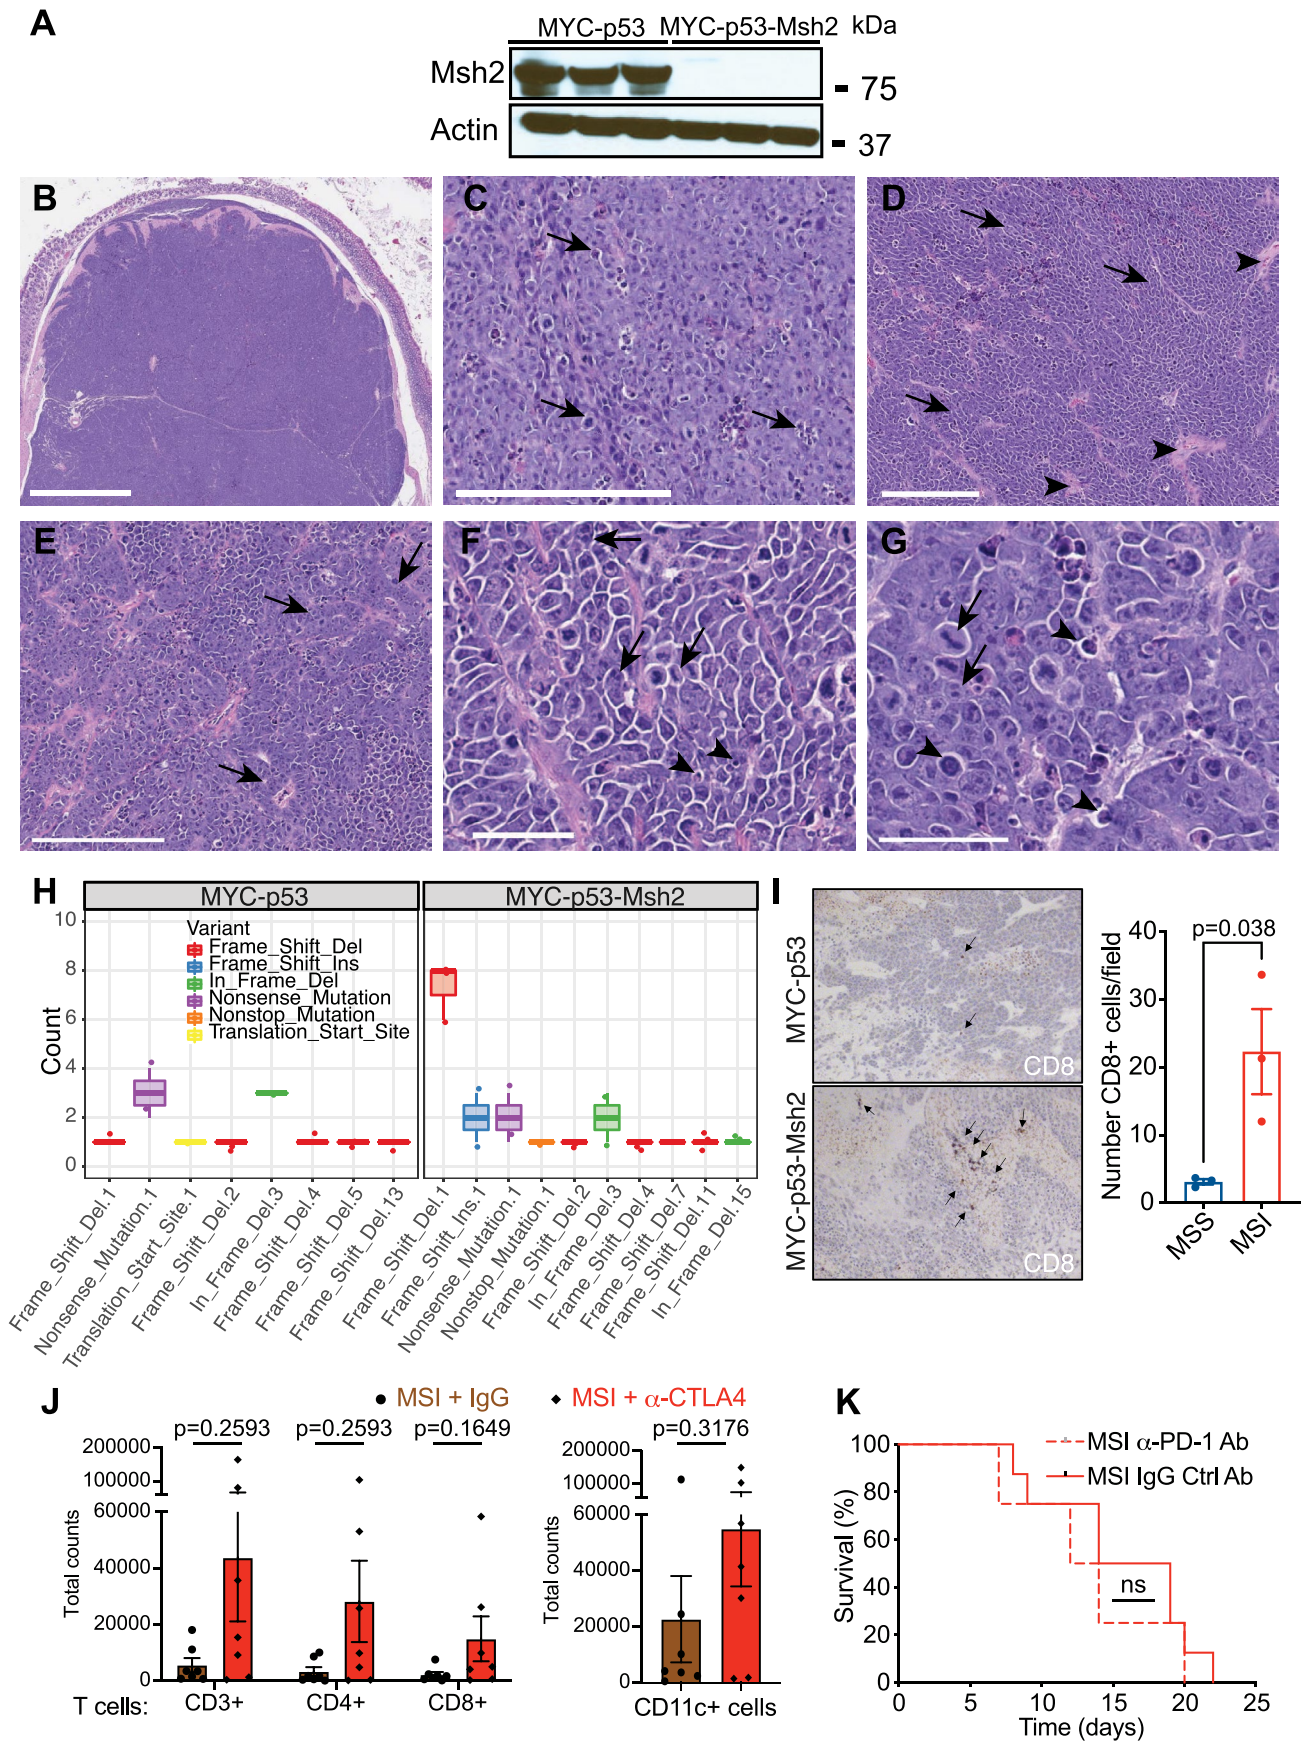 A
MYC-p53 MYC-p53-Msh2 kDa
Msh2
75
Actin
37
B
C
D
E
F
G
H
MYC-p53
MYC-p53-Msh2
10
8
6
4
2
0
Count
Variant
Frame_Shift_Del
Frame_Shift_Ins
In_Frame_Del
Nonsense_Mutation
Nonstop_Mutation
Translation_Start_Site
Frame_Shift_Del.1
Nonsense_Mutation.1
Translation_Start_Site.1
Frame_Shift_Del.2
In_Frame_Del.3
Frame_Shift_Del.4
Frame_Shift_Del.5
Frame_Shift_Del.13
Frame_Shift_Del.1
Frame_Shift_Ins.1
Nonsense_Mutation.1
Nonstop_Mutation.1
Frame_Shift_Del.2
In_Frame_Del.3
Frame_Shift_Del.4
Frame_Shift_Del.7
Frame_Shift_Del.11
In_Frame_Del.15
I
MYC-p53
CD8
MYC-p53-Msh2
CD8
Number CD8+ cells/field
40
30
20
10
0
p=0.038
MSS
MSI
J
MSI + IgG
MSI + α-CTLA4
p=0.2593
p=0.2593
p=0.1649
200000
100000
60000
40000
20000
0
Total counts
T cells:
CD3+
CD4+
CD8+
p=0.3176
200000
100000
60000
40000
20000
0
Total counts
CD11c+ cells
K
MSI α-PD-1 Ab
MSI IgG Ctrl Ab
100
80
60
40
20
0
Survival (%)
ns
0 5 10 15 20 25
Time (days)